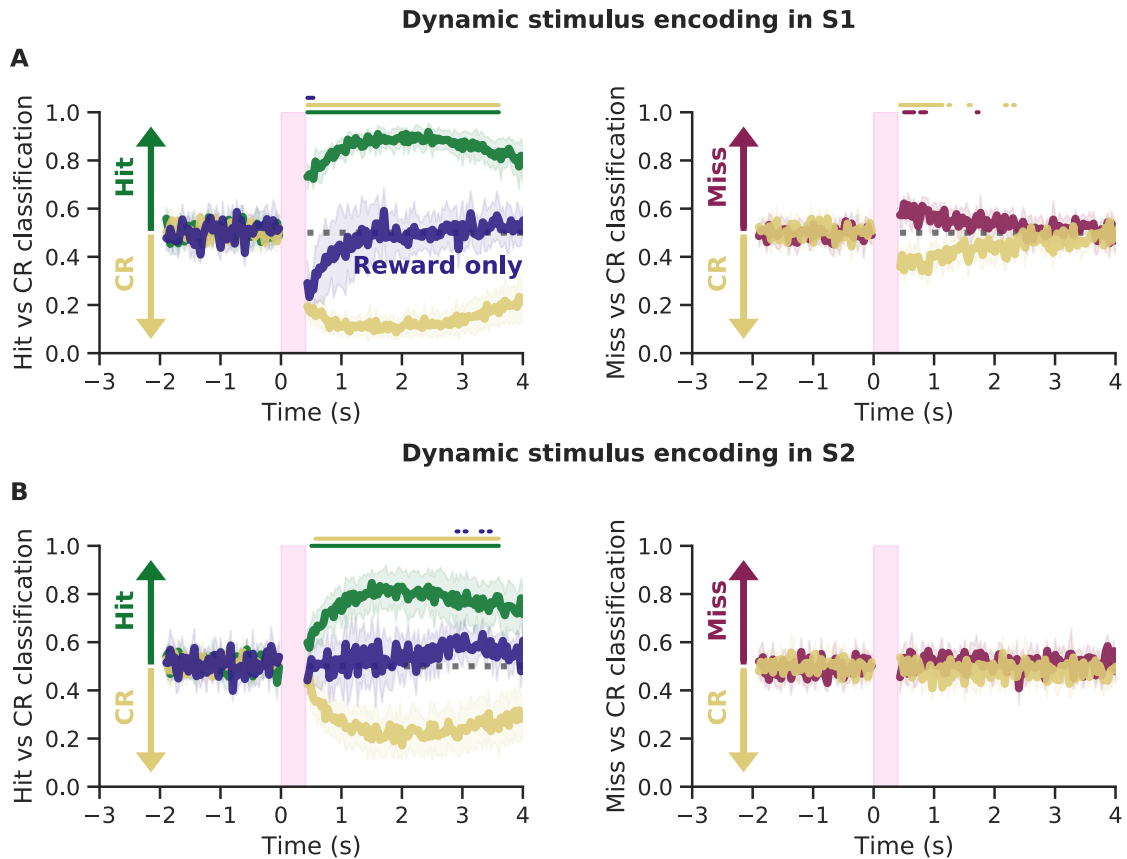 Dynamic stimulus encoding in S1
A
Hit vs CR classification
1.0
0.8
0.6
0.4
0.2
0.0
Hit
CR
Reward only
−3 −2 −1 0 1 2 3 4
Time (s)
Miss vs CR classification
1.0
0.8
0.6
0.4
0.2
0.0
Miss
CR
−3 −2 −1 0 1 2 3 4
Time (s)
Dynamic stimulus encoding in S2
B
Hit vs CR classification
1.0
0.8
0.6
0.4
0.2
0.0
Hit
CR
−3 −2 −1 0 1 2 3 4
Time (s)
Miss vs CR classification
1.0
0.8
0.6
0.4
0.2
0.0
Miss
CR
−3 −2 −1 0 1 2 3 4
Time (s)